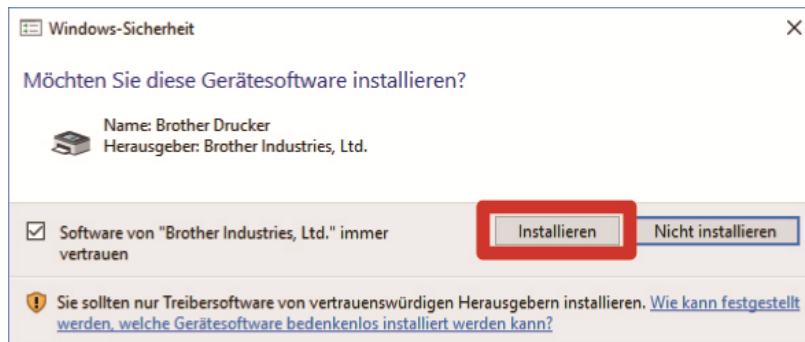 Windows-Sicherheit
Möchten Sie diese Gerätesoftware installieren?
Name: Brother Drucker
Herausgeber: Brother Industries, Ltd.
Software von "Brother Industries, Ltd." immer
vertrauen
Installieren
Nicht installieren
Sie sollten nur Treibersoftware von vertrauenswürdigen Herausgebern installieren. Wie kann festgestellt
werden, welche Gerätesoftware bedenkenlos installiert werden kann?